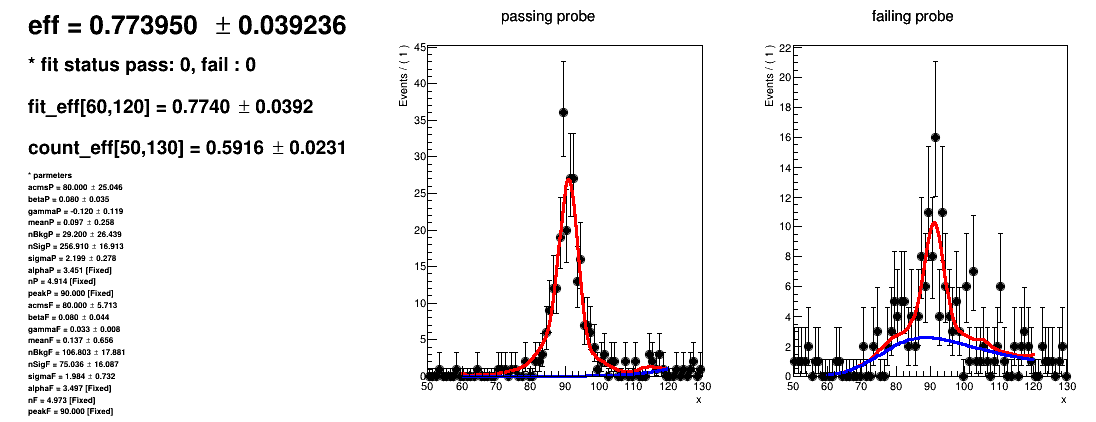 eff = 0.773950 ± 0.039236
* fit status pass: 0, fail : 0
fit_eff[60,120] = 0.7740 ± 0.0392
count_eff[50,130] = 0.5916 ± 0.0231
* parmeters
acmsP = 80.000 ± 25.046
betaP = 0.080 ± 0.035
gammaP = -0.120 ± 0.119
meanP = 0.097 ± 0.258
nBkgP = 29.200 ± 26.439
nSigP = 256.910 ± 16.913
sigmaP = 2.199 ± 0.278
alphaP = 3.451 [Fixed]
nP = 4.914 [Fixed]
peakP = 90.000 [Fixed]
acmsF = 80.000 ± 5.713
betaF = 0.080 ± 0.044
gammaF = 0.033 ± 0.008
meanF = 0.137 ± 0.656
nBkgF = 106.803 ± 17.881
nSigF = 75.036 ± 16.087
sigmaF = 1.984 ± 0.732
alphaF = 3.497 [Fixed]
nF = 4.973 [Fixed]
peakF = 90.000 [Fixed]
passing probe
Events / ( 1 )
45
40
35
30
25
20
15
10
5
0
50 60 70 80 90 100 110 120 130
x
failing probe
Events / ( 1 )
22
20
18
16
14
12
10
8
6
4
2
0
50 60 70 80 90 100 110 120 130
x